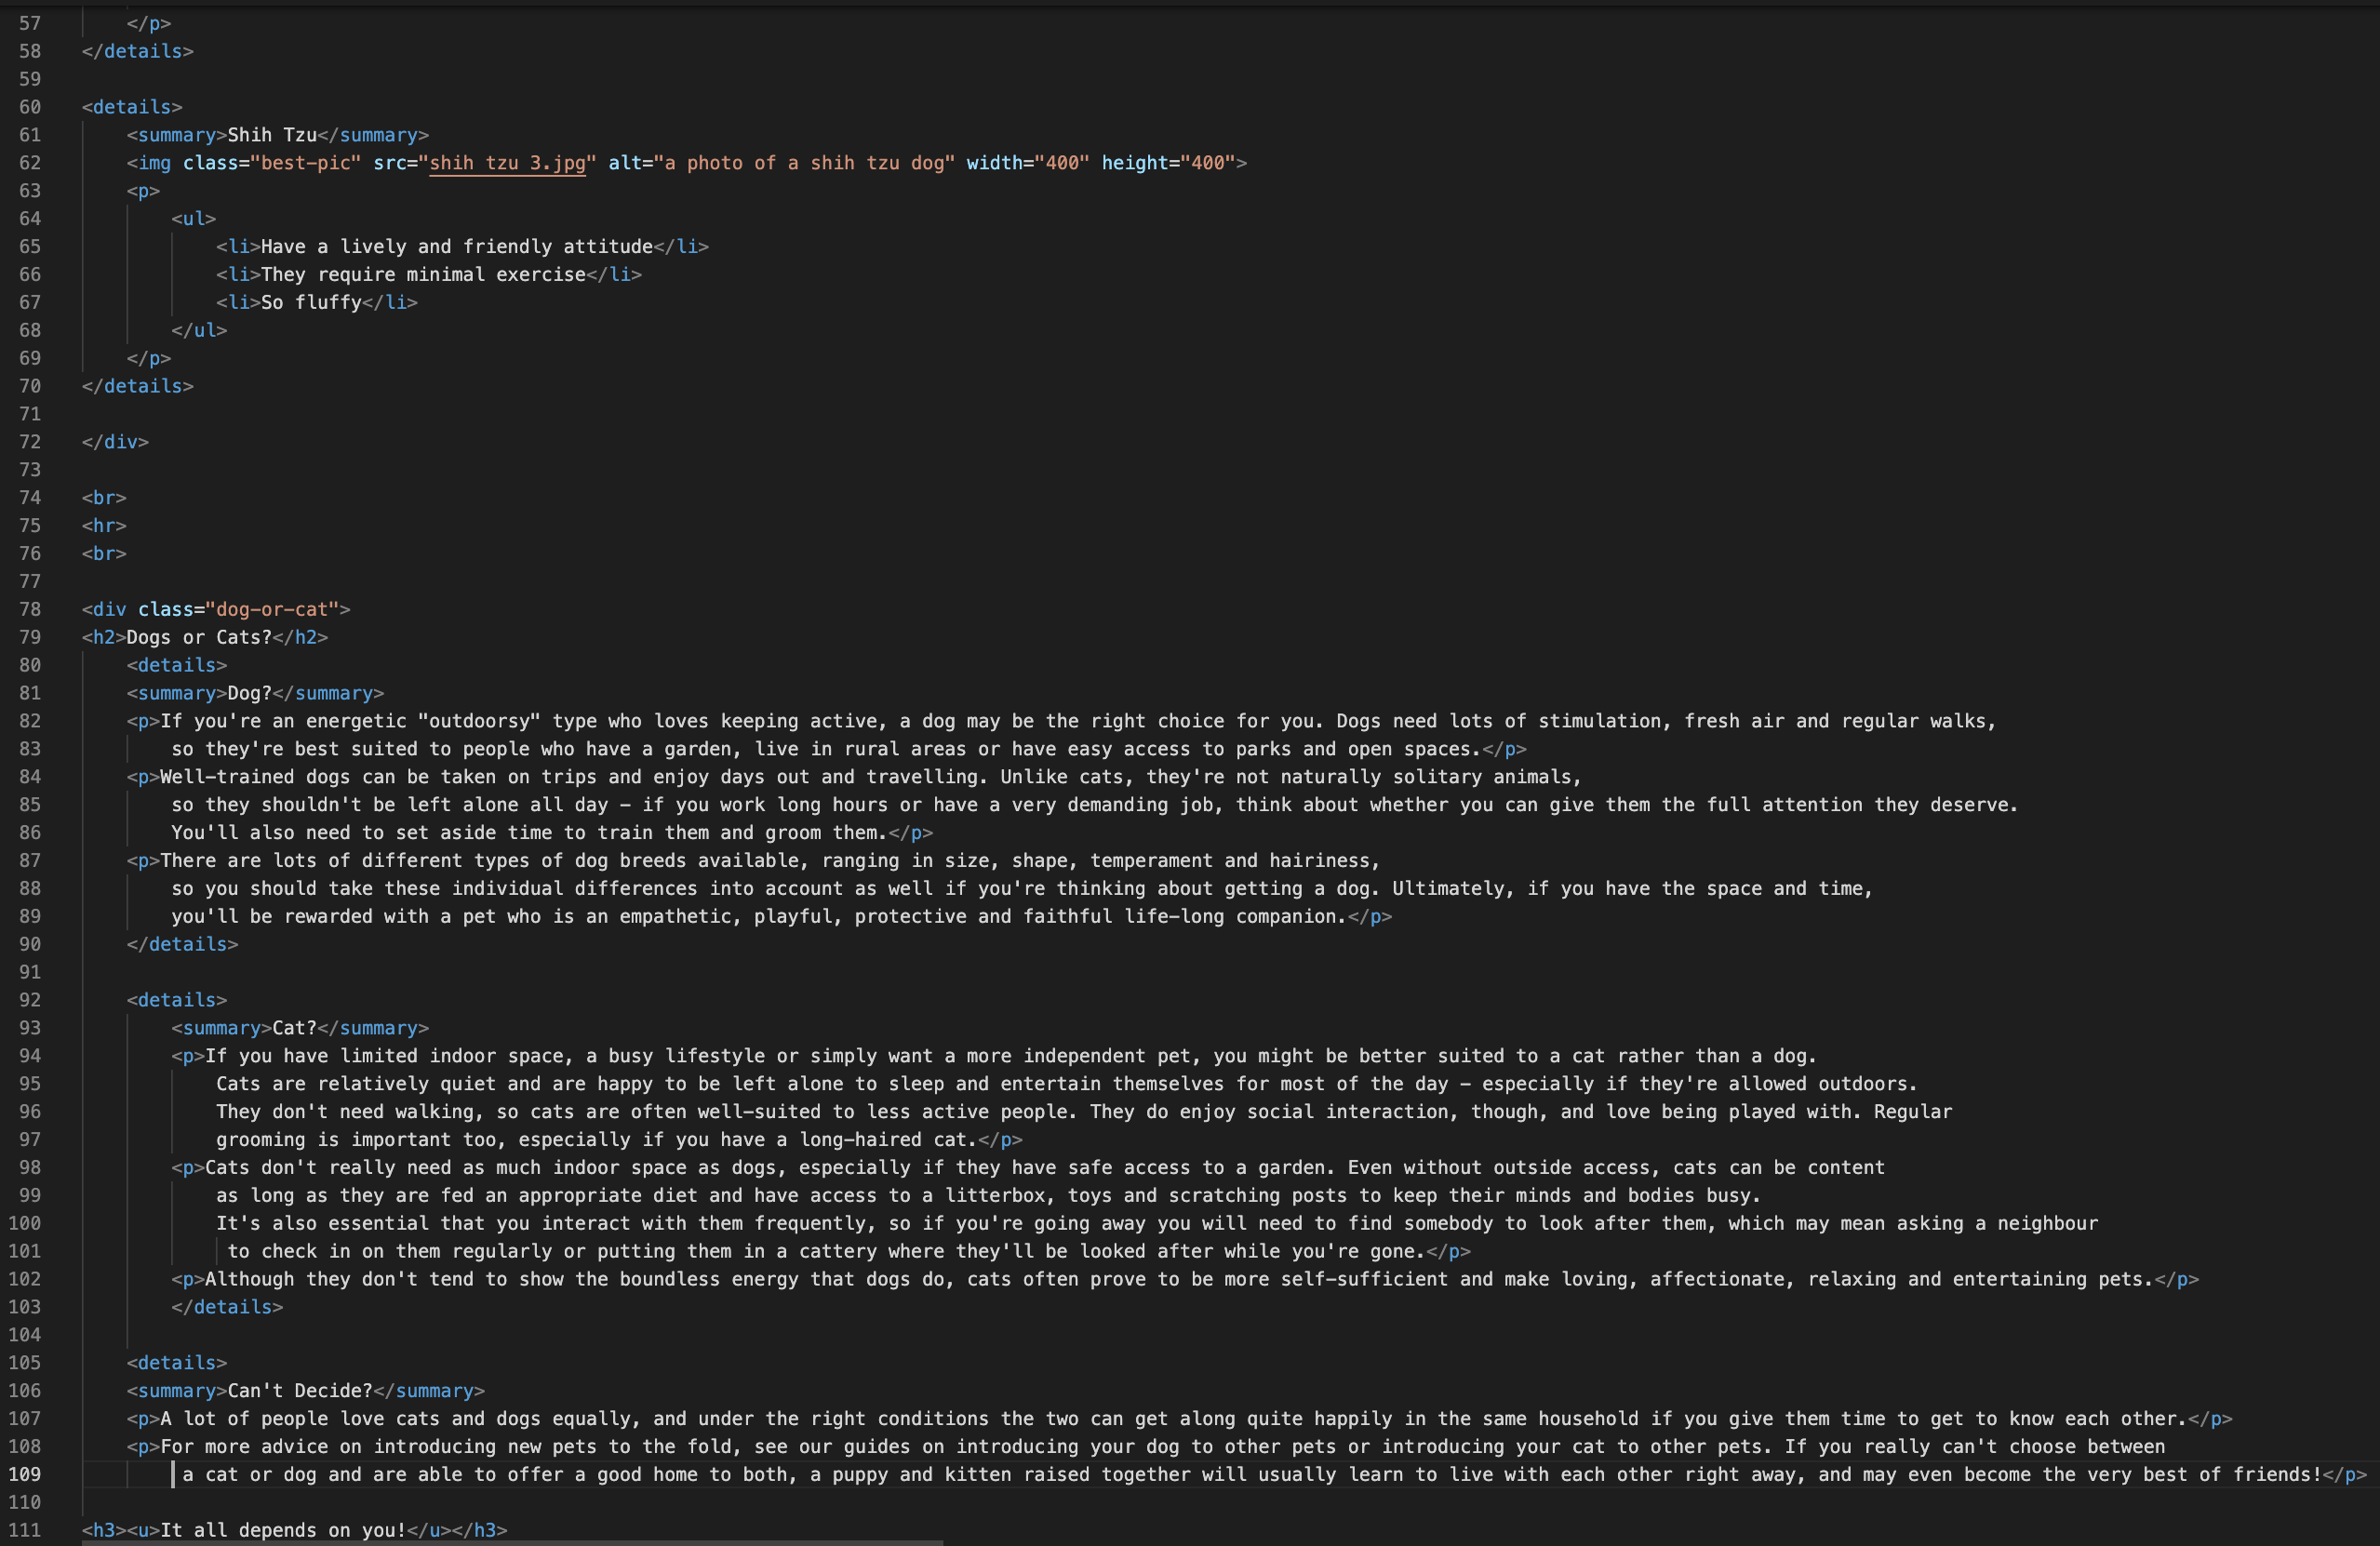 57 </p>
58 </details>
59
60 <details>
61 <summary>Shih Tzu</summary>
62 <img class="best-pic" src="shih tzu 3.jpg" alt="a photo of a shih tzu dog" width="400" height="400">
63 <p>
64 <ul>
65 <li>Have a lively and friendly attitude</li>
66 <li>They require minimal exercise</li>
67 <li>So fluffy</li>
68 </ul>
69 </p>
70 </details>
71
72 </div>
73
74 <br>
75 <hr>
76 <br>
77
78 <div class="dog-or-cat">
79 <h2>Dogs or Cats?</h2>
80 <details>
81 <summary>Dog?</summary>
82 <p>If you're an energetic "outdoorsy" type who loves keeping active, a dog may be the right choice for you. Dogs need lots of stimulation, fresh air and regular walks,
83 so they're best suited to people who have a garden, live in rural areas or have easy access to parks and open spaces.</p>
84 <p>Well-trained dogs can be taken on trips and enjoy days out and travelling. Unlike cats, they're not naturally solitary animals,
85 so they shouldn't be left alone all day – if you work long hours or have a very demanding job, think about whether you can give them the full attention they deserve.
86 You'll also need to set aside time to train them and groom them.</p>
87 <p>There are lots of different types of dog breeds available, ranging in size, shape, temperament and hairiness,
88 so you should take these individual differences into account as well if you're thinking about getting a dog. Ultimately, if you have the space and time,
89 you'll be rewarded with a pet who is an empathetic, playful, protective and faithful life-long companion.</p>
90 </details>
91
92 <details>
93 <summary>Cat?</summary>
94 <p>If you have limited indoor space, a busy lifestyle or simply want a more independent pet, you might be better suited to a cat rather than a dog.
95 Cats are relatively quiet and are happy to be left alone to sleep and entertain themselves for most of the day – especially if they're allowed outdoors.
96 They don't need walking, so cats are often well-suited to less active people. They do enjoy social interaction, though, and love being played with. Regular
97 grooming is important too, especially if you have a long-haired cat.</p>
98 <p>Cats don't really need as much indoor space as dogs, especially if they have safe access to a garden. Even without outside access, cats can be content
99 as long as they are fed an appropriate diet and have access to a litterbox, toys and scratching posts to keep their minds and bodies busy.
100 It's also essential that you interact with them frequently, so if you're going away you will need to find somebody to look after them, which may mean asking a neighbour
101 to check in on them regularly or putting them in a cattery where they'll be looked after while you're gone.</p>
102 <p>Although they don't tend to show the boundless energy that dogs do, cats often prove to be more self-sufficient and make loving, affectionate, relaxing and entertaining pets.</p>
103 </details>
104
105 <details>
106 <summary>Can't Decide?</summary>
107 <p>A lot of people love cats and dogs equally, and under the right conditions the two can get along quite happily in the same household if you give them time to get to know each other.</p>
108 <p>For more advice on introducing new pets to the fold, see our guides on introducing your dog to other pets or introducing your cat to other pets. If you really can't choose between
109 a cat or dog and are able to offer a good home to both, a puppy and kitten raised together will usually learn to live with each other right away, and may even become the very best of friends!</p>
110
111 <h3><u>It all depends on you!</u></h3>